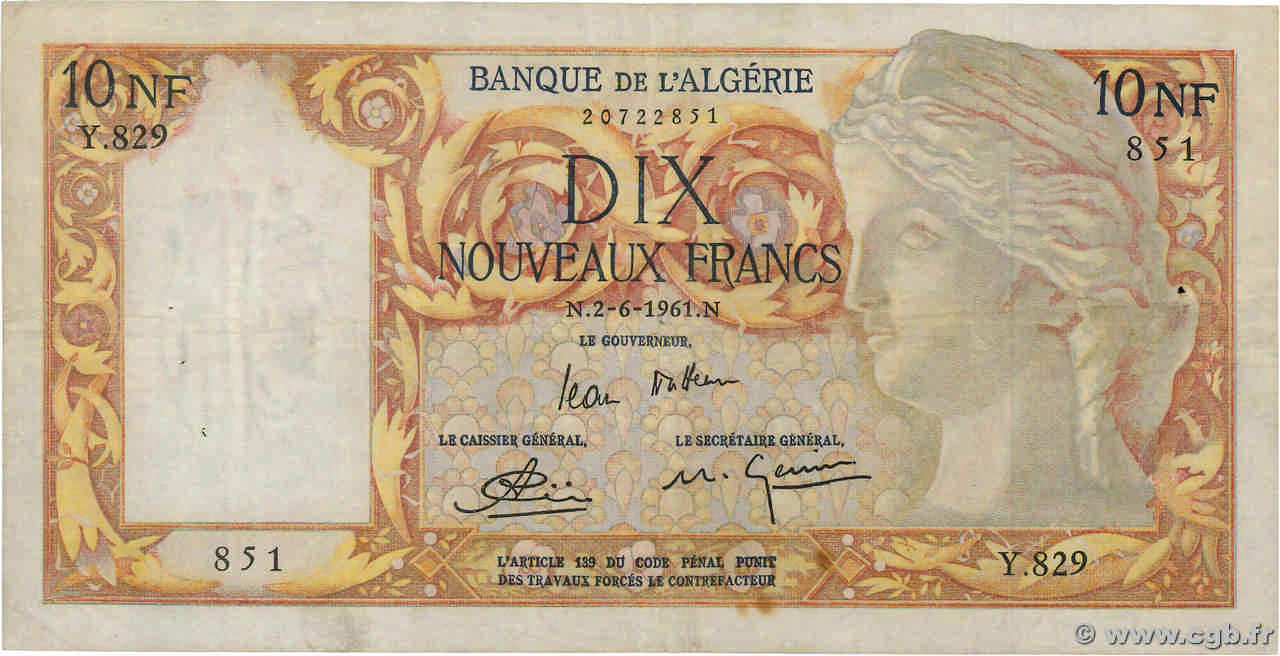 10 NF
BANQUE DE L'ALGÉRIE
10 NF
Y.829
20722851
851
DIX
NOUVEAUX FRANCS
N.2-6-1961.N
LE GOUVERNEUR,
LE CAISSIER GÉNÉRAL,
LE SECRÉTAIRE GÉNÉRAL,
851
L'ARTICLE 139 DU CODE PÉNAL PUNIT
DES TRAVAUX FORCÉS LE CONTREFACTEUR
Y.829
© www.cgb.fr